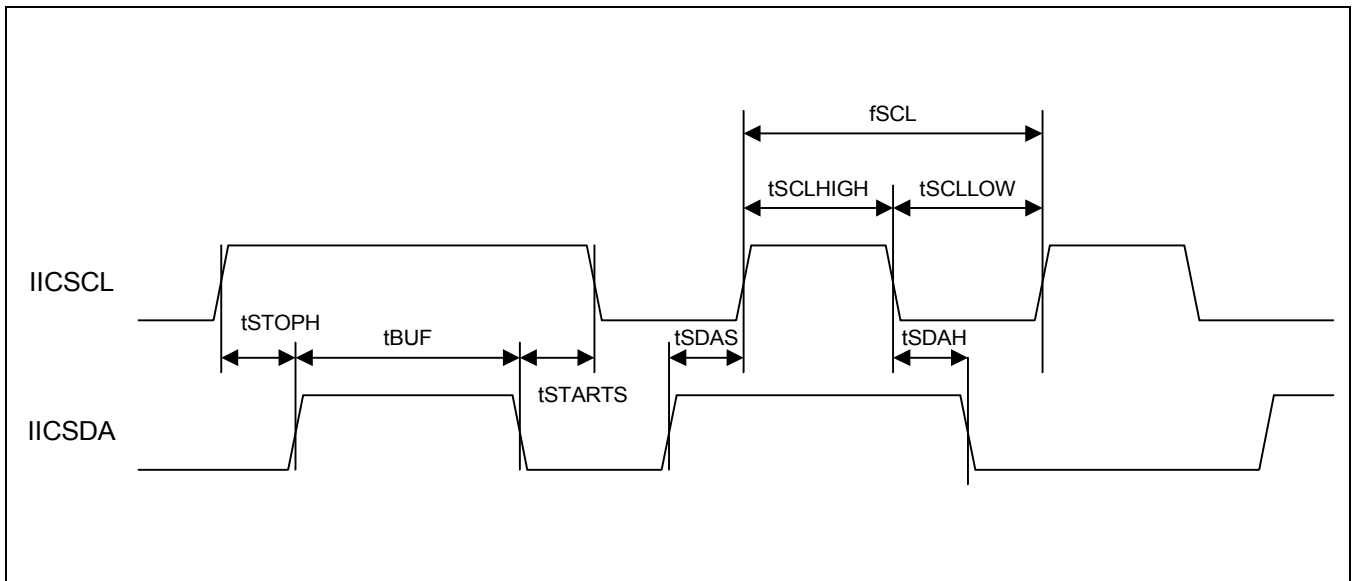 fSCL
tSCLHIGH
tSCLLOW
IICSCL
tSTOPH
tBUF
tSDAS
tSDAH
tSTARTS
IICSDA